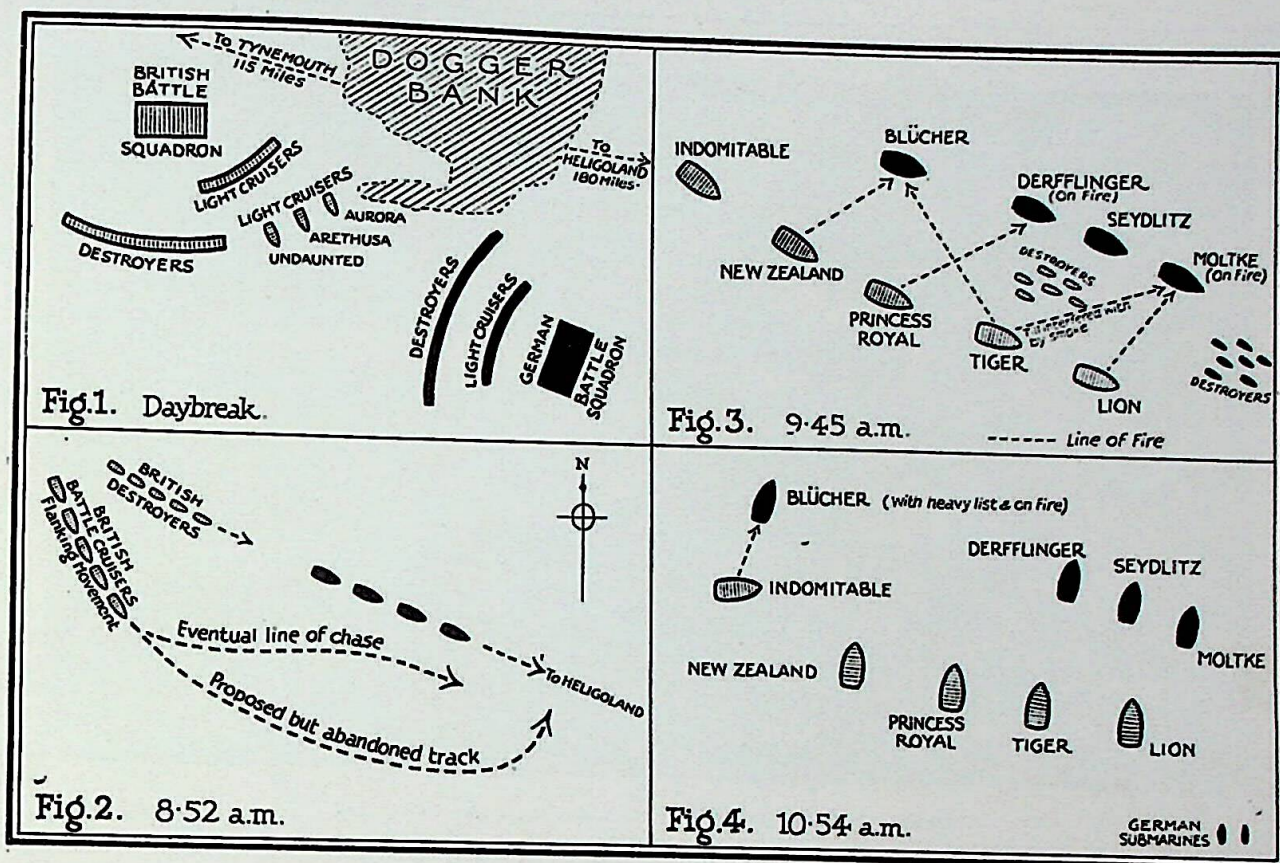 To TYNEMOUTH
115 Miles
DOGGER
BANK
BRITISH
BATTLE
SQUADRON
LIGHT CRUISERS
LIGHT CRUISERS
AURORA
ARETHUSA
UNDAUNTED
DESTROYERS
To
HELIGOLAND
180 Miles.
DESTROYERS
LIGHT CRUISERS
GERMAN
BATTLE
SQUADRON
Fig.1. Daybreak.
INDOMITABLE
BLÜCHER
DERFFLINGER
(On Fire)
SEYDLITZ
MOLTKE
(On Fire)
NEW ZEALAND
DESTROYERS
PRINCESS
ROYAL
Till interfered with
by smoke
TIGER
LION
DESTROYERS
Fig.3. 9·45 a.m.
Line of Fire
BRITISH
DESTROYERS
BRITISH
BATTLE CRUISERS
Flanking Movement
N
Eventual line of chase
To HELIGOLAND
Proposed but abandoned track
Fig.2. 8·52 a.m.
BLÜCHER (With heavy list & on Fire)
INDOMITABLE
DERFFLINGER
SEYDLITZ
MOLTKE
NEW ZEALAND
PRINCESS
ROYAL
TIGER
LION
Fig.4. 10·54 a.m.
GERMAN
SUBMARINES